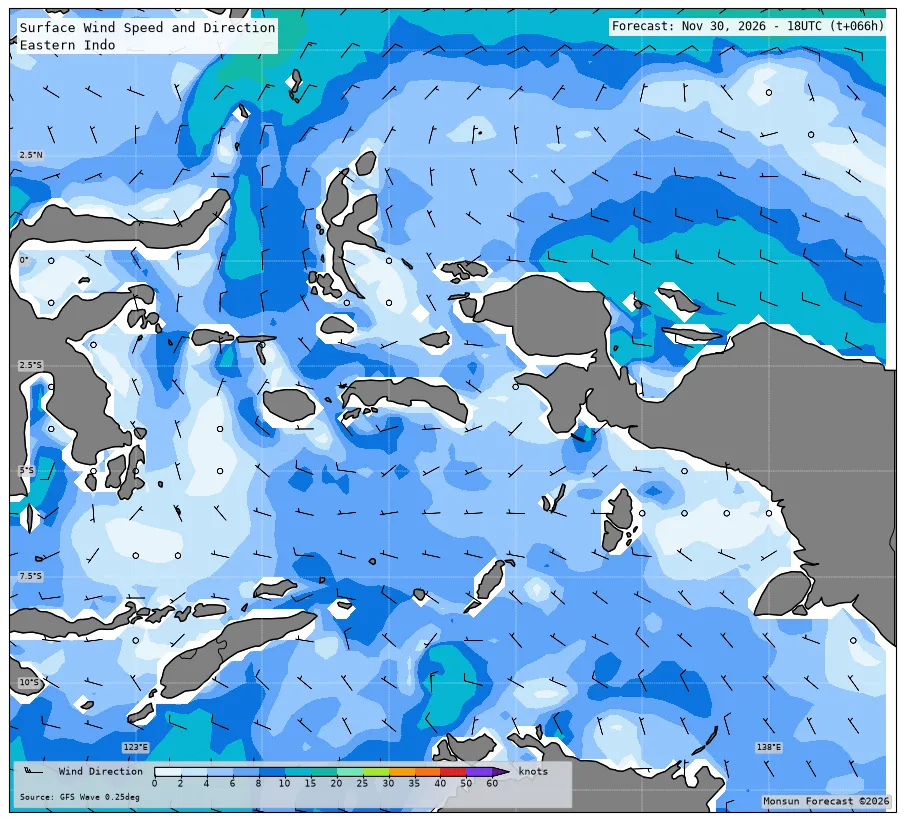 Surface Wind Speed and Direction
Eastern Indo
Forecast: Nov 30, 2026 - 18UTC (t+066h)
2.5°N
0°
2.5°S
5°S
7.5°S
10°S
123°E
138°E
Wind Direction
0 2 4 6 8 10 15 20 25 30 35 40 50 60
knots
Source: GFS Wave 0.25deg
Monsun Forecast ©2026